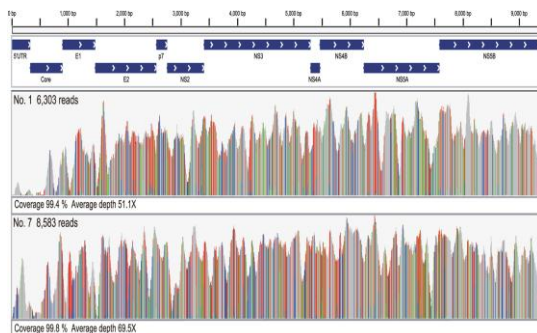 0 bp 1,000 bp 2,000 bp 3,000 bp 4,000 bp 5,000 bp 6,000 bp 7,000 bp 8,000 bp 9,000 bp
5'UTR E1 p7 NS3 NS4B NS5B
Core E2 NS2 NS4A NS5A
No. 1 6,303 reads
Coverage 99.4 % Average depth 51.1X
No. 7 8,583 reads
Coverage 99.8 % Average depth 69.5X